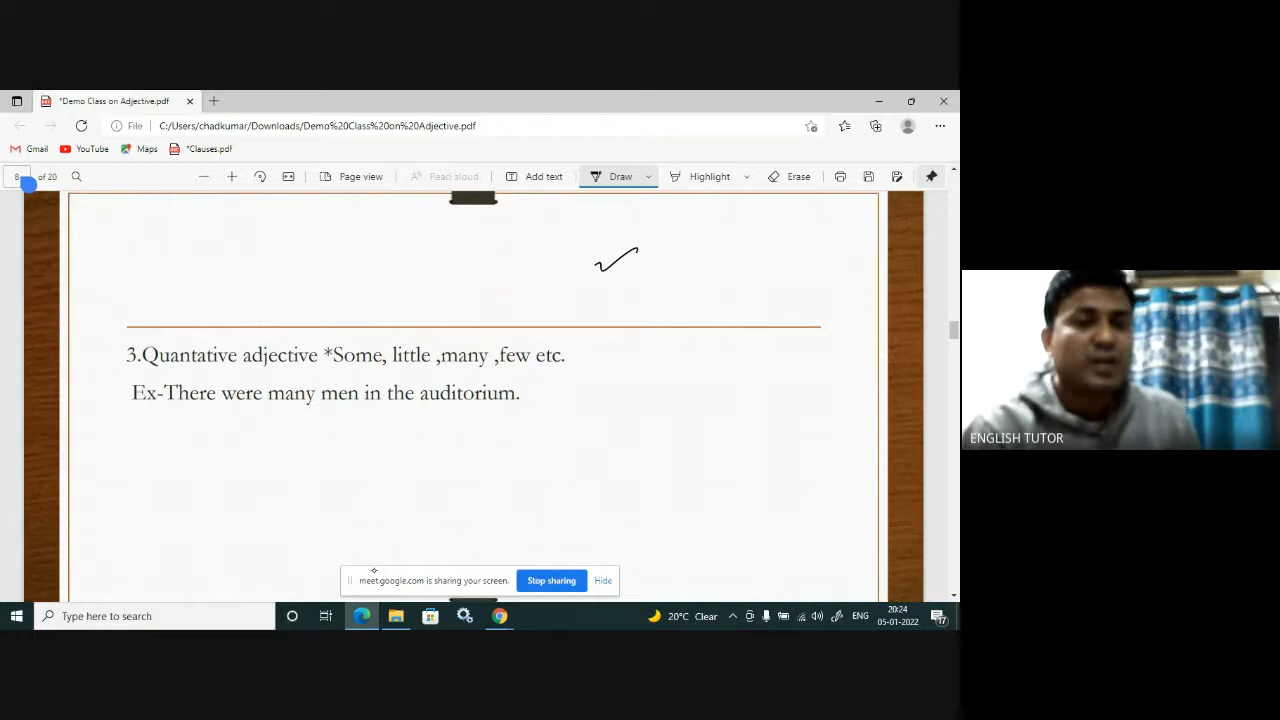 *Demo Class on Adjective.pdf
File C:/Users/chadkumar/Downloads/Demo%20Class%20on%20Adjective.pdf
Gmail YouTube Maps *Clauses.pdf
8 of 20 Page view Read aloud Add text Draw Highlight Erase
3.Quantative adjective *Some, little ,many ,few etc.
Ex-There were many men in the auditorium.
ENGLISH TUTOR
meet.google.com is sharing your screen. Stop sharing Hide
Type here to search 20°C Clear ENG 20:24
05-01-2022 17